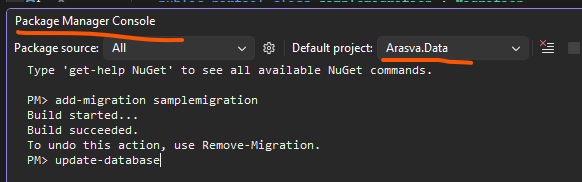 Package Manager Console
Package source: All Default project: Arasva.Data
Type 'get-help NuGet' to see all available NuGet commands.
PM> add-migration samplemigration
Build started...
Build succeeded.
To undo this action, use Remove-Migration.
PM> update-database